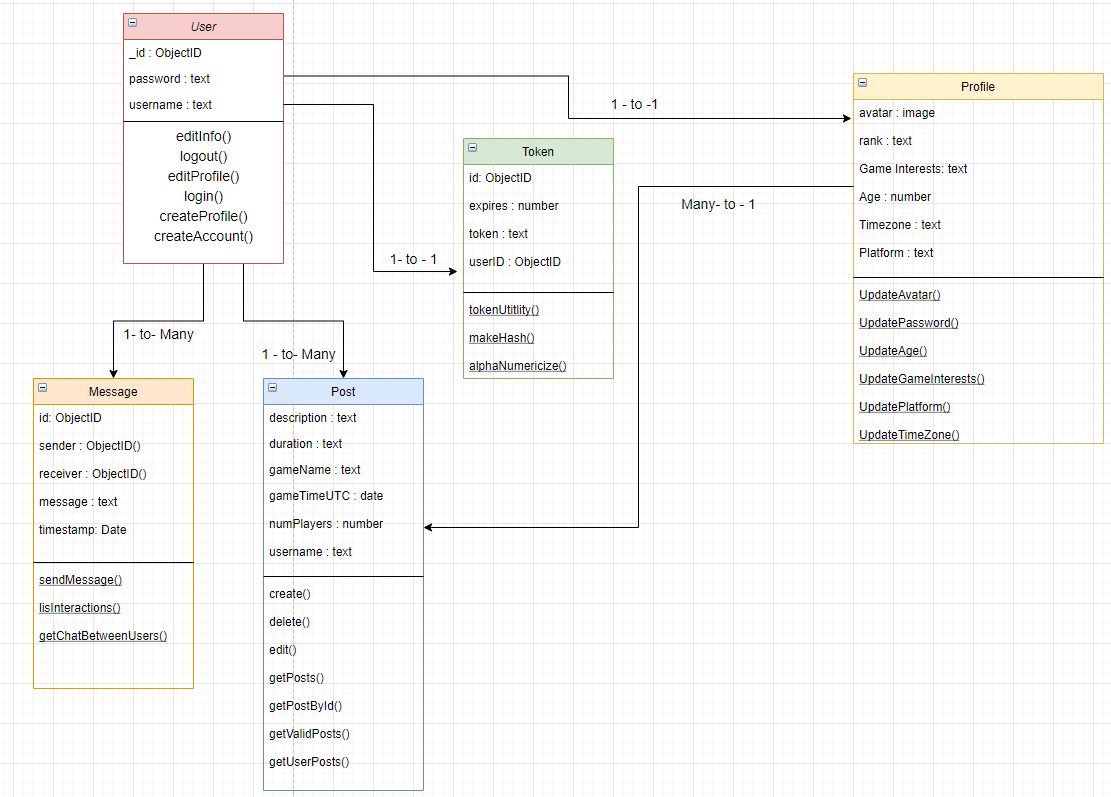 User
_id : ObjectID
password : text
username : text
editInfo()
logout()
editProfile()
login()
createProfile()
createAccount()
1 - to -1
Profile
avatar : image
rank : text
Game Interests: text
Age : number
Timezone : text
Platform : text
UpdateAvatar()
UpdatePassword()
UpdateAge()
UpdateGameInterests()
UpdatePlatform()
UpdateTimeZone()
Token
id: ObjectID
expires : number
token : text
userID : ObjectID
tokenUtitlity()
makeHash()
alphaNumericize()
Many- to - 1
1- to - 1
1- to- Many
1 - to- Many
Message
id: ObjectID
sender : ObjectID()
receiver : ObjectID()
message : text
timestamp: Date
sendMessage()
lisInteractions()
getChatBetweenUsers()
Post
description : text
duration : text
gameName : text
gameTimeUTC : date
numPlayers : number
username : text
create()
delete()
edit()
getPosts()
getPostById()
getValidPosts()
getUserPosts()